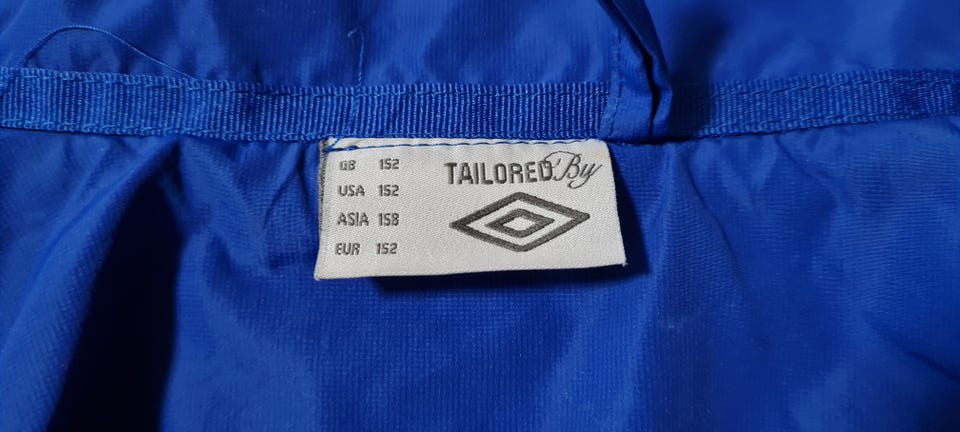 GB 152
USA 152
ASIA 158
EUR 152
TAILORED By